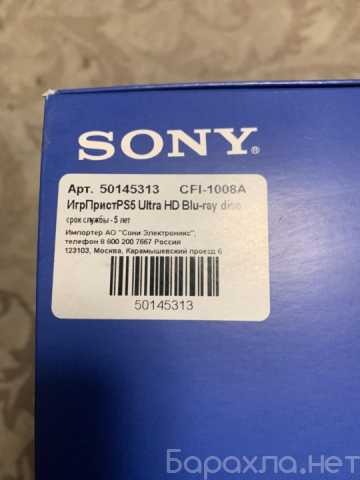 SONY®
Арт. 50145313 CFI-1008A
ИгрПристPS5 Ultra HD Blu-ray disc
срок службы - 5 лет
Импортер АО "Сони Электроникс",
телефон 8 800 200 7667 Россия
123103, Москва, Карамышевский проезд 6
50145313
Барахла.нет